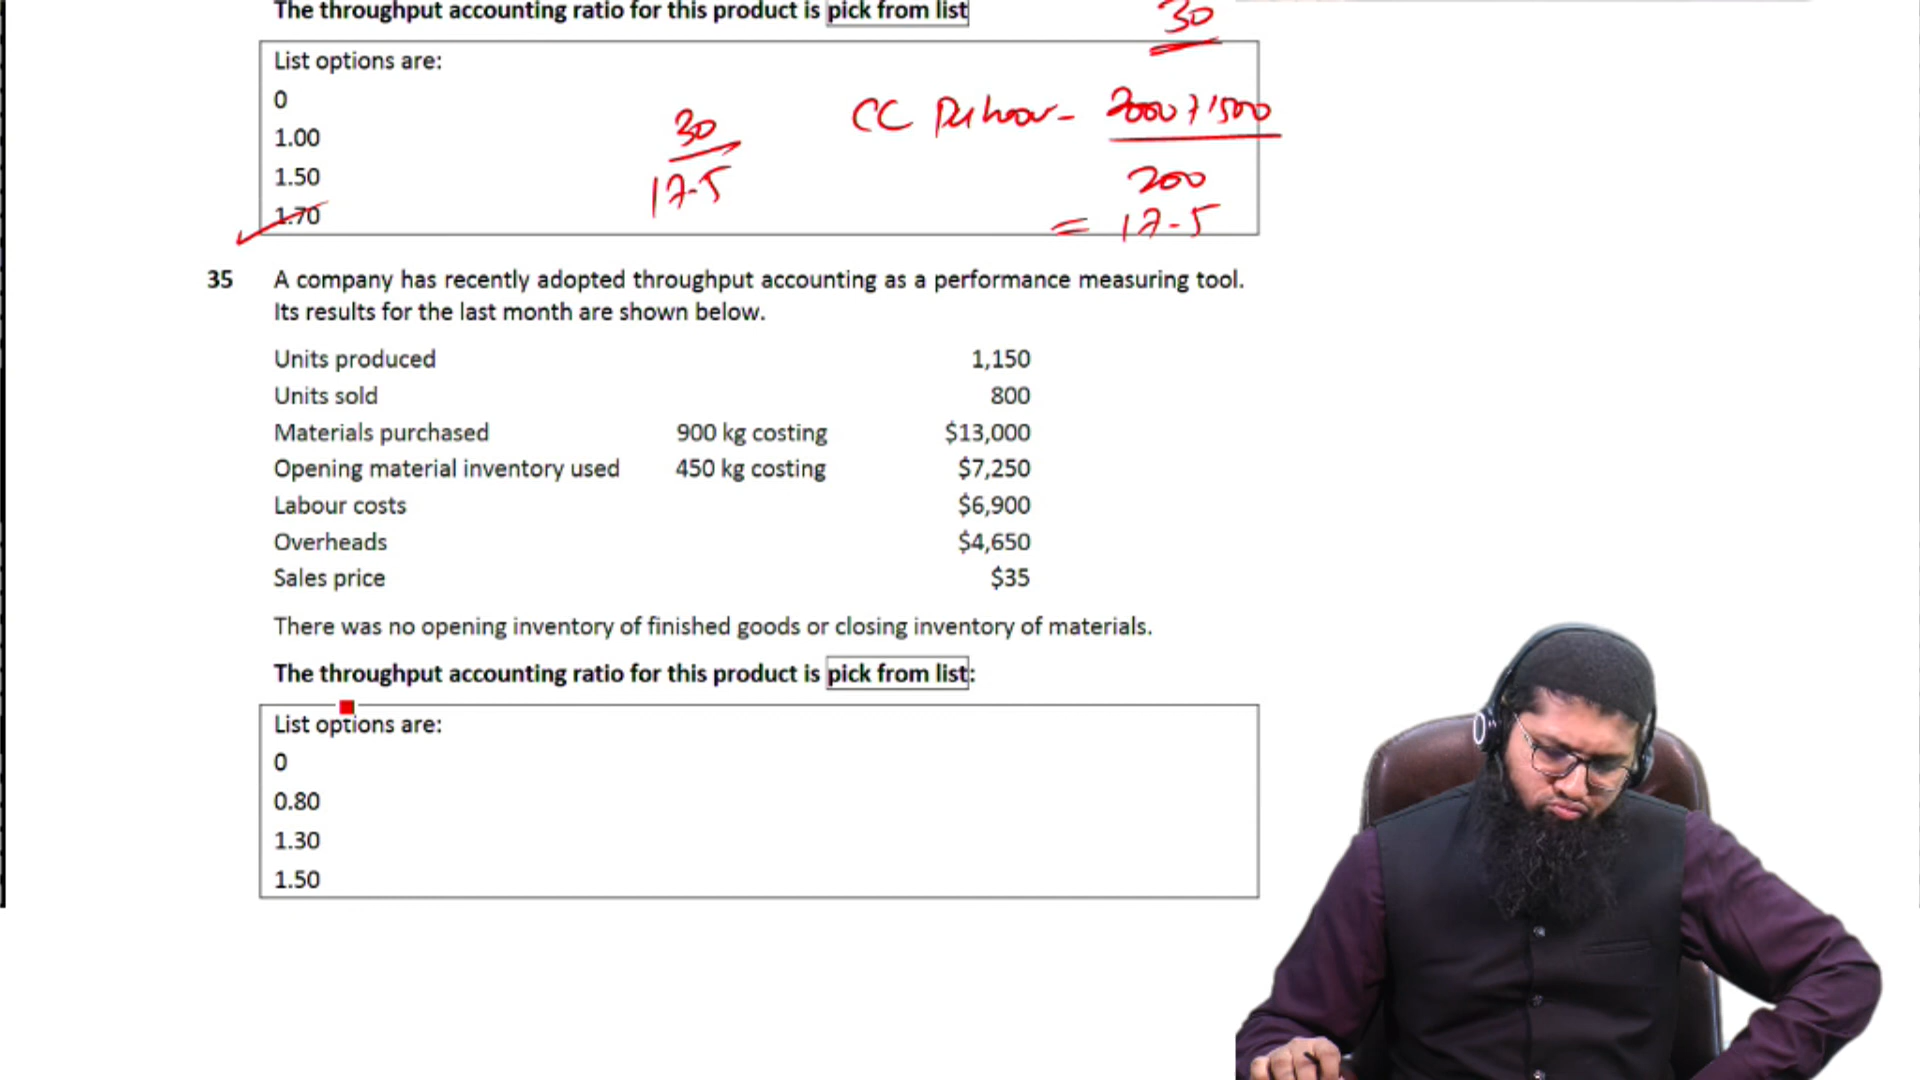 The throughput accounting ratio for this product is pick from list
30
List options are:
0
1.00
1.50
1.70
30
17.5
CC Per hour - 2000 + 1500
200
= 17.5
35 A company has recently adopted throughput accounting as a performance measuring tool.
Its results for the last month are shown below.
Units produced 1,150
Units sold 800
Materials purchased 900 kg costing $13,000
Opening material inventory used 450 kg costing $7,250
Labour costs $6,900
Overheads $4,650
Sales price $35
There was no opening inventory of finished goods or closing inventory of materials.
The throughput accounting ratio for this product is pick from list:
List options are:
0
0.80
1.30
1.50